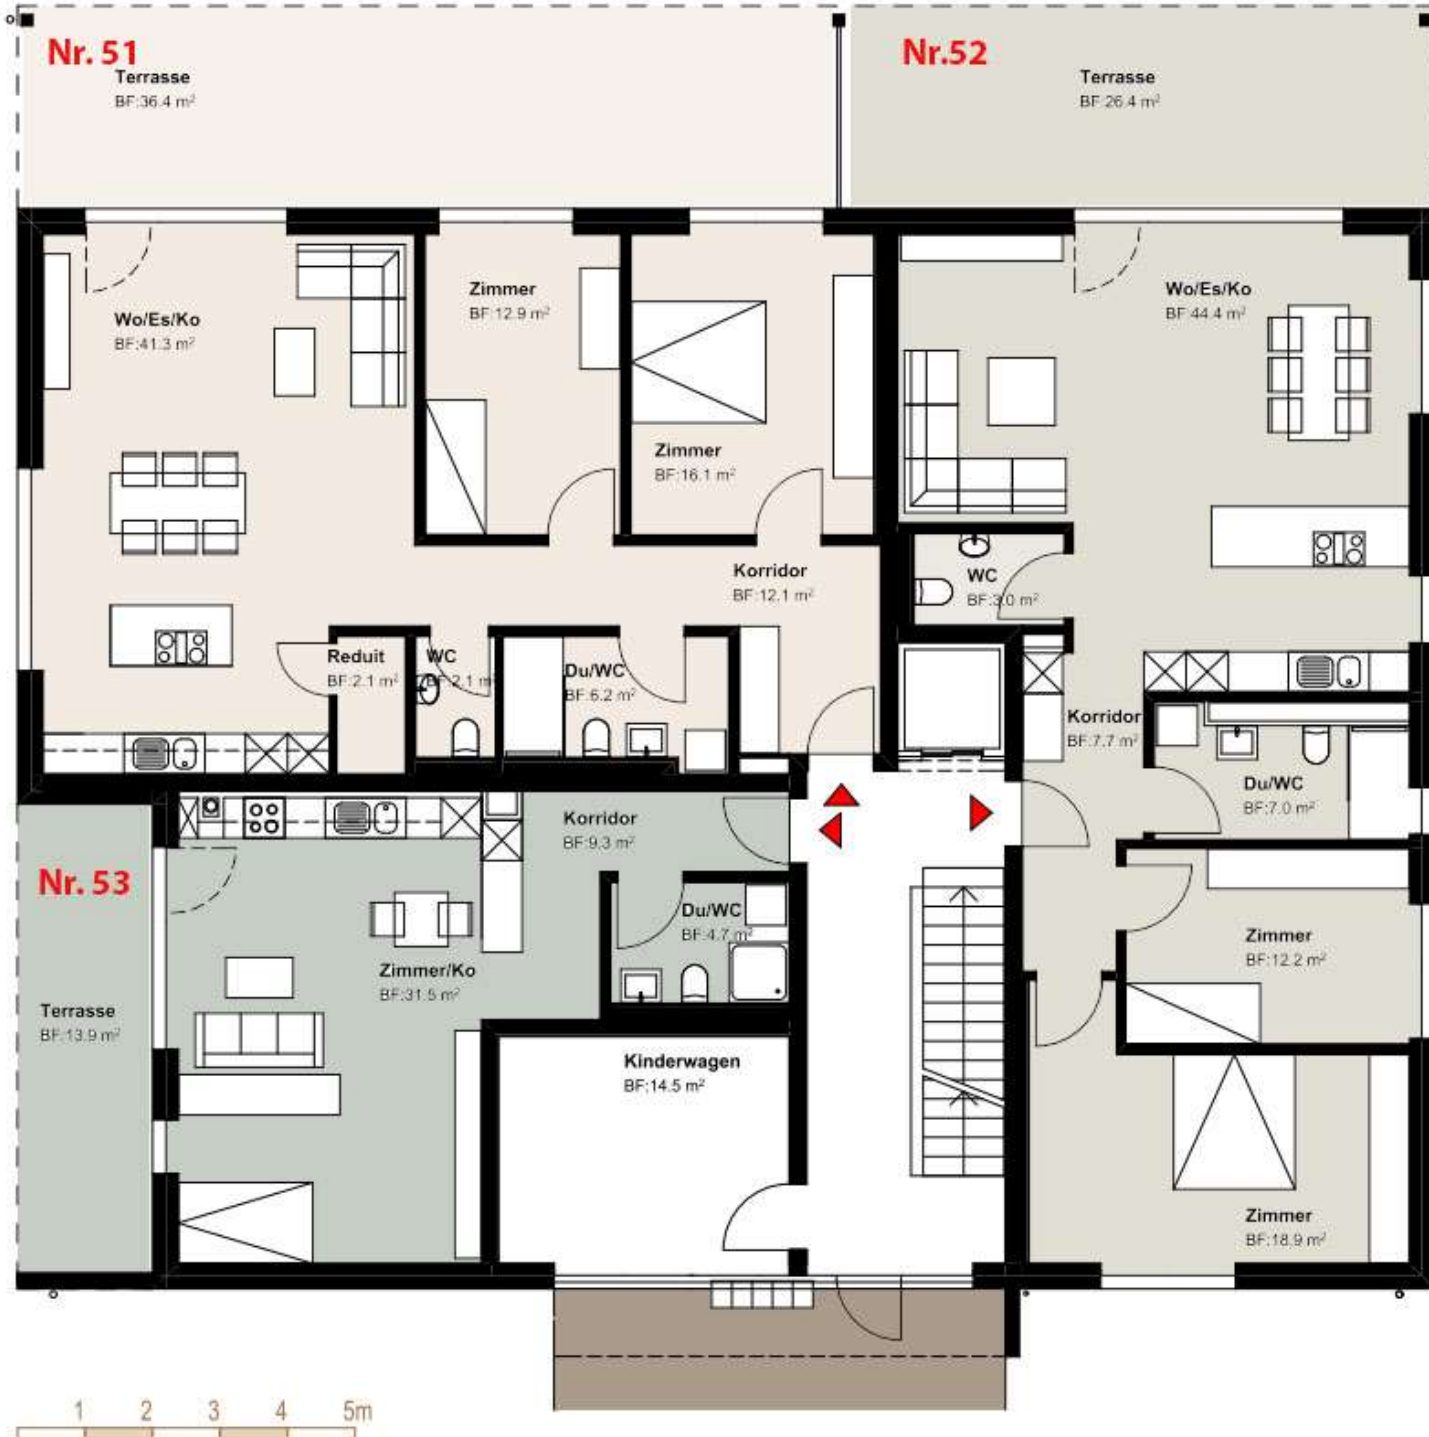 Nr. 51
Terrasse
BF:36.4 m²
Nr.52
Terrasse
BF:26.4 m²
Wo/Es/Ko
BF:41.3 m²
Zimmer
BF:12.9 m²
Zimmer
BF:16.1 m²
Wo/Es/Ko
BF:44.4 m²
Korridor
BF:12.1 m²
WC
BF:3.0 m²
Reduit
BF:2.1 m²
WC
BF:2.1 m²
Du/WC
BF:6.2 m²
Korridor
BF:7.7 m²
Du/WC
BF:7.0 m²
Nr. 53
Korridor
BF:9.3 m²
Du/WC
BF:4.7 m²
Zimmer/Ko
BF:31.5 m²
Terrasse
BF:13.9 m²
Zimmer
BF:12.2 m²
Kinderwagen
BF:14.5 m²
Zimmer
BF:18.9 m²
1 2 3 4 5m